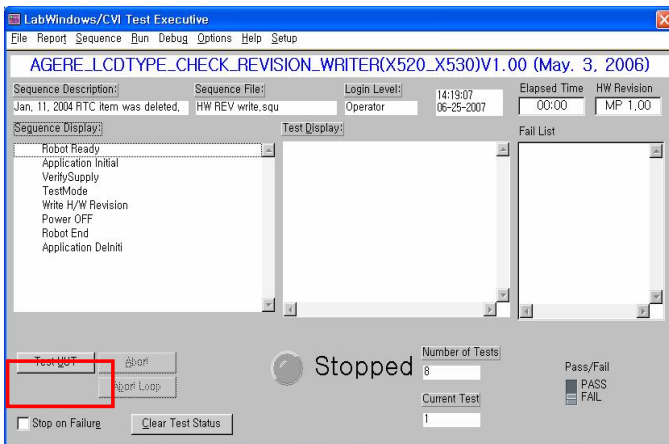 LabWindows/CVI Test Executive
File Report Sequence Run Debug Options Help Setup
AGERE_LCDTYPE_CHECK_REVISION_WRITER(X520_X530)V1.00 (May. 3, 2006)
Sequence Description: Sequence File: Login Level: 14:19:07 Elapsed Time HW Revision
Jan, 11, 2004 RTC item was deleted, HW REV write,squ Operator 06-25-2007 00:00 MP 1,00
Sequence Display: Test Display: Fail List
Robot Ready
Application Initial
VerifySupply
TestMode
Write H/W Revision
Power OFF
Robot End
Application DeIniti
Test UUT Abort Stopped Number of Tests
8
Pass/Fail
Abort Loop PASS
FAIL
Current Test
1
Stop on Failure Clear Test Status